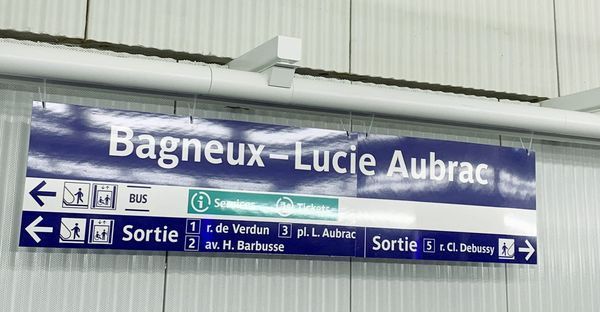 Bagneux–Lucie Aubrac
BUS i Services Tickets
Sortie 1 r. de Verdun 3 pl. L. Aubrac
2 av. H. Barbusse
Sortie 5 r. Cl. Debussy